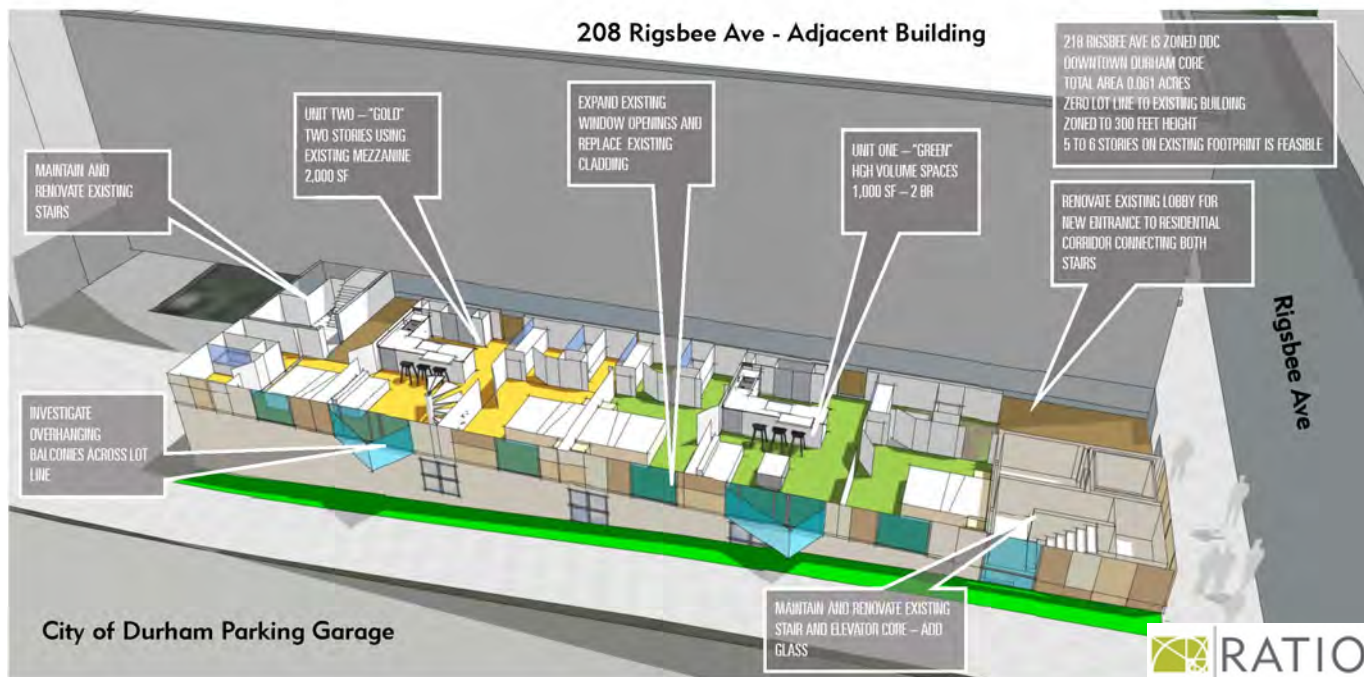 208 Rigsbee Ave - Adjacent Building
218 RIGSBEE AVE IS ZONED DDC
DOWNTOWN DURHAM CORE
TOTAL AREA 0.061 ACRES
ZERO LOT LINE TO EXISTING BUILDING
ZONED TO 300 FEET HEIGHT
5 TO 6 STORIES ON EXISTING FOOTPRINT IS FEASIBLE
EXPAND EXISTING
WINDOW OPENINGS AND
REPLACE EXISTING
CLADDING
UNIT TWO – "GOLD"
TWO STORIES USING
EXISTING MEZZANINE
2,000 SF
UNIT ONE – "GREEN"
HGH VOLUME SPACES
1,000 SF – 2 BR
MAINTAIN AND
RENOVATE EXISTING
STAIRS
RENOVATE EXISTING LOBBY FOR
NEW ENTRANCE TO RESIDENTIAL
CORRIDOR CONNECTING BOTH
STAIRS
Rigsbee Ave
INVESTIGATE
OVERHANGING
BALCONIES ACROSS LOT
LINE
MAINTAIN AND RENOVATE EXISTING
STAIR AND ELEVATOR CORE – ADD
GLASS
City of Durham Parking Garage
RATIO